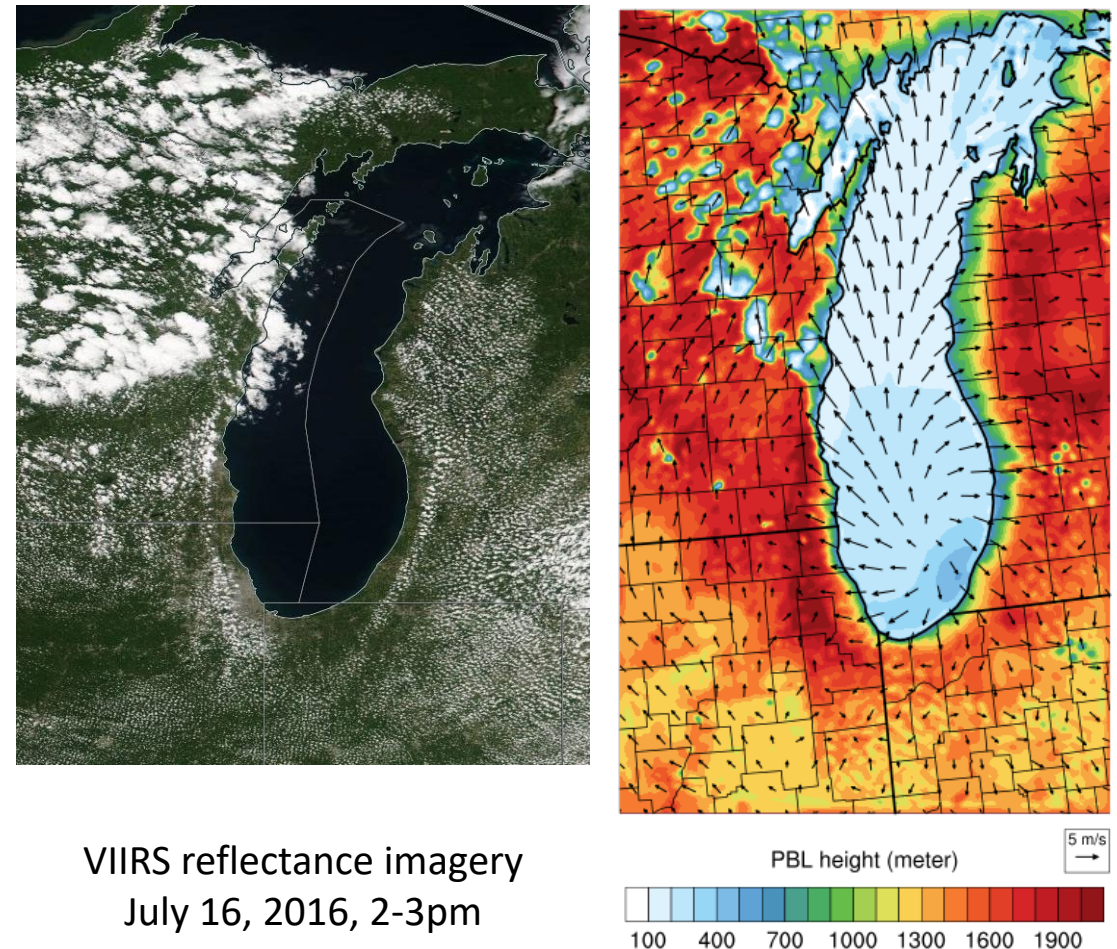 VIIRS reflectance imagery
July 16, 2016, 2-3pm
5 m/s
PBL height (meter)
100 400 700 1000 1300 1600 1900